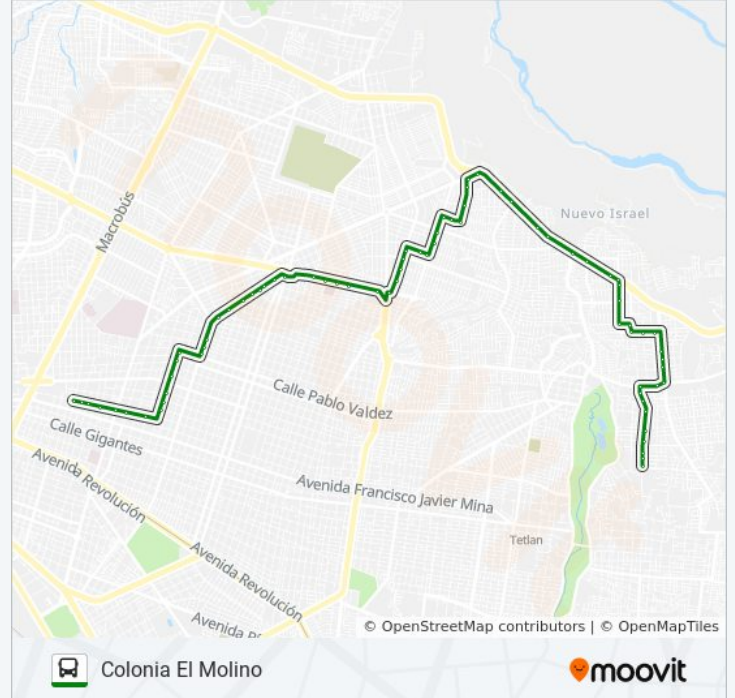 Macrobús
Nuevo Israel
Calle Pablo Valdez
Calle Gigantes
Avenida Revolución
Avenida Francisco Javier Mina
Tetlan
Avenida Revolución
© OpenStreetMap contributors | © OpenMapTiles
Colonia El Molino
moovit